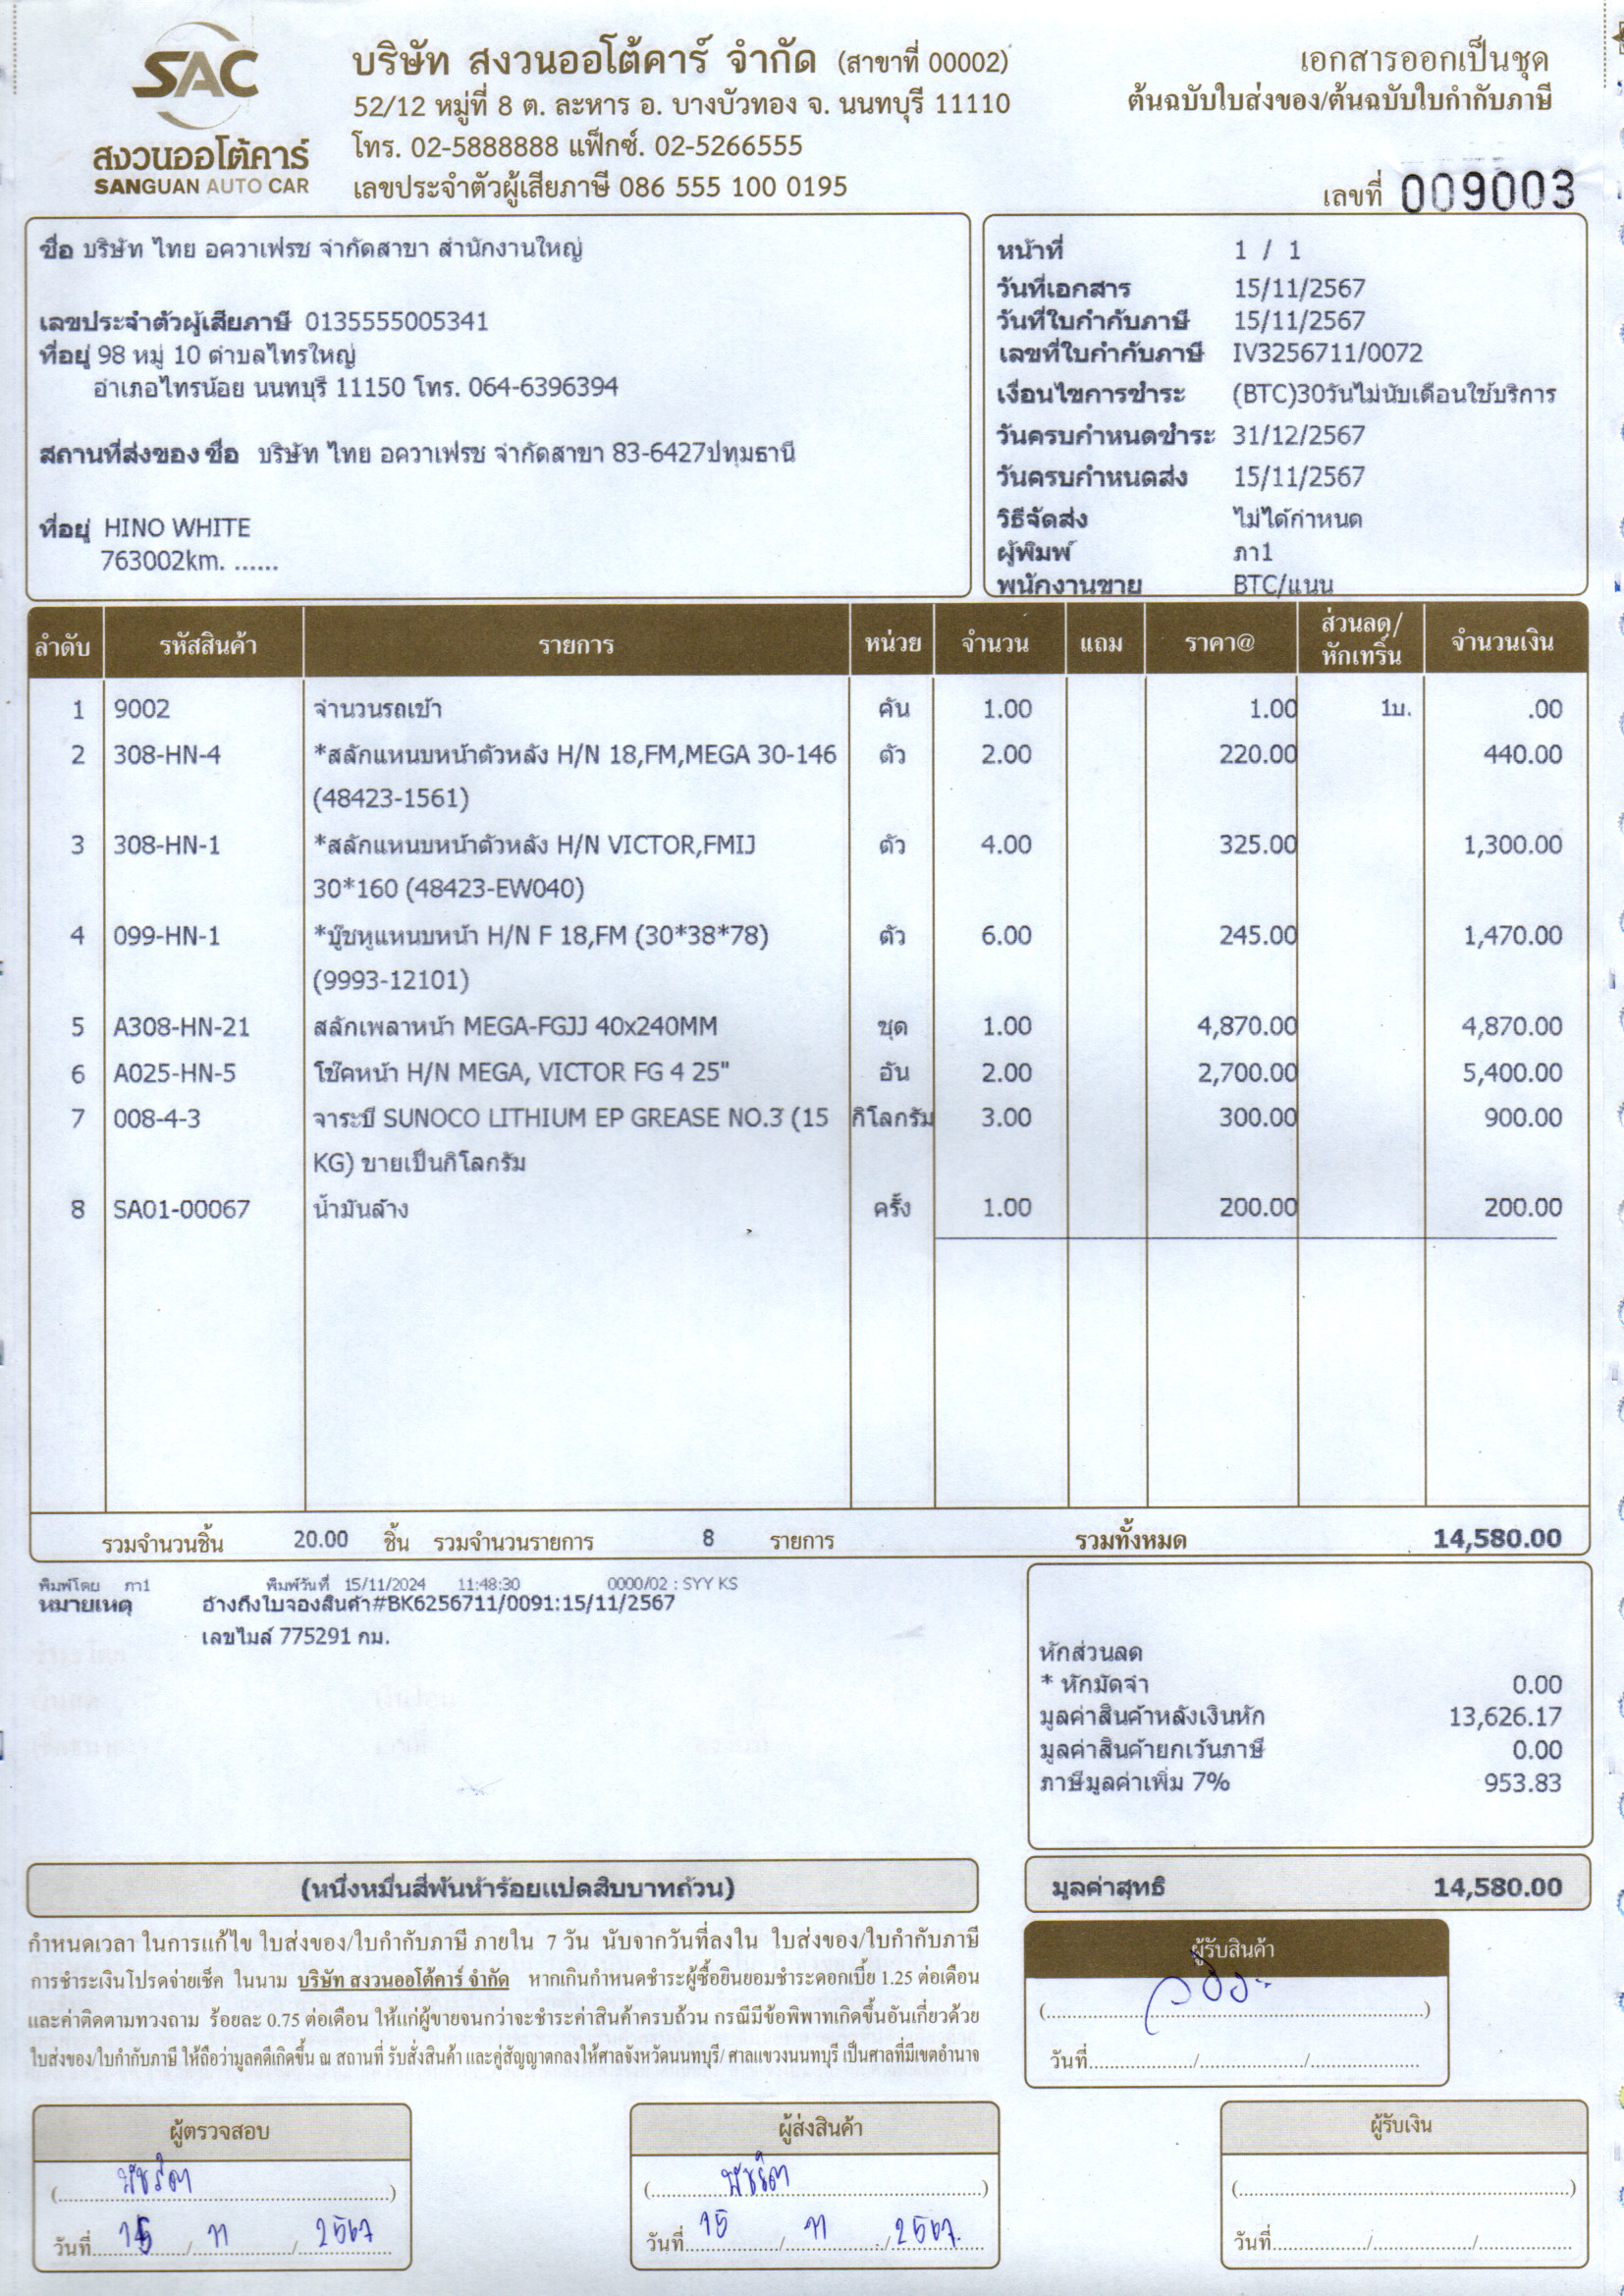 SAC
สงวนออโต้คาร์
SANGUAN AUTO CAR
บริษัท สงวนออโต้คาร์ จำกัด (สาขาที่ 00002)
52/12 หมู่ที่ 8 ต. ละหาร อ. บางบัวทอง จ. นนทบุรี 11110
โทร. 02-5888888 แฟ็กซ์. 02-5266555
เลขประจำตัวผู้เสียภาษี 086 555 100 0195
เอกสารออกเป็นชุด
ต้นฉบับใบส่งของ/ต้นฉบับใบกำกับภาษี
เลขที่ 009003
ชื่อ บริษัท ไทย อควาเฟรช จำกัดสาขา สำนักงานใหญ่
เลขประจำตัวผู้เสียภาษี 0135555005341
ที่อยู่ 98 หมู่ 10 ตำบลไทรใหญ่
อำเภอไทรน้อย นนทบุรี 11150 โทร. 064-6396394
สถานที่ส่งของ ชื่อ บริษัท ไทย อควาเฟรช จำกัดสาขา 83-6427ปทุมธานี
ที่อยู่ HINO WHITE
763002km. ......
หน้าที่ 1 / 1
วันที่เอกสาร 15/11/2567
วันที่ใบกำกับภาษี 15/11/2567
เลขที่ใบกำกับภาษี IV3256711/0072
เงื่อนไขการชำระ (BTC)30วันไม่นับเดือนใช้บริการ
วันครบกำหนดชำระ 31/12/2567
วันครบกำหนดส่ง 15/11/2567
วิธีจัดส่ง ไม่ได้กำหนด
ผู้พิมพ์ ภา1
พนักงานขาย BTC/แนน
ลำดับ รหัสสินค้า รายการ หน่วย จำนวน แถม ราคา@ ส่วนลด/หักเทริ์น จำนวนเงิน
1 9002 จำนวนรถเข้า คัน 1.00 1.00 1บ. .00
2 308-HN-4 *สลักแหนบหน้าตัวหลัง H/N 18,FM,MEGA 30-146 ตัว 2.00 220.00 440.00
(48423-1561)
3 308-HN-1 *สลักแหนบหน้าตัวหลัง H/N VICTOR,FMIJ ตัว 4.00 325.00 1,300.00
30*160 (48423-EW040)
4 099-HN-1 *บู๊ชหูแหนบหน้า H/N F 18,FM (30*38*78) ตัว 6.00 245.00 1,470.00
(9993-12101)
5 A308-HN-21 สลักเพลาหน้า MEGA-FGJJ 40x240MM ชุด 1.00 4,870.00 4,870.00
6 A025-HN-5 โช๊คหน้า H/N MEGA, VICTOR FG 4 25" อัน 2.00 2,700.00 5,400.00
7 008-4-3 จาระบี SUNOCO LITHIUM EP GREASE NO.3 (15 กิโลกรัม 3.00 300.00 900.00
KG) ขายเป็นกิโลกรัม
8 SA01-00067 น้ำมันล้าง ครั้ง 1.00 200.00 200.00
รวมจำนวนชิ้น 20.00 ชิ้น รวมจำนวนรายการ 8 รายการ รวมทั้งหมด 14,580.00
พิมพ์โดย ภา1 พิมพ์วันที่ 15/11/2024 11:48:30 0000/02 : SYY KS
หมายเหตุ อ้างถึงใบจองสินค้า#BK6256711/0091:15/11/2567
เลขไมล์ 775291 กม.
หักส่วนลด
* หักมัดจำ 0.00
มูลค่าสินค้าหลังเงินหัก 13,626.17
มูลค่าสินค้ายกเว้นภาษี 0.00
ภาษีมูลค่าเพิ่ม 7% 953.83
(หนึ่งหมื่นสี่พันห้าร้อยแปดสิบบาทถ้วน)
มูลค่าสุทธิ 14,580.00
กำหนดเวลา ในการแก้ไข ใบส่งของ/ใบกำกับภาษี ภายใน 7 วัน นับจากวันที่ลงใน ใบส่งของ/ใบกำกับภาษี
การชำระเงินโปรดจ่ายเช็ค ในนาม บริษัท สงวนออโต้คาร์ จำกัด หากเกินกำหนดชำระผู้ซื้อยินยอมชำระดอกเบี้ย 1.25 ต่อเดือน
และค่าติดตามทวงถาม ร้อยละ 0.75 ต่อเดือน ให้แก่ผู้ขายจนกว่าจะชำระค่าสินค้าครบถ้วน กรณีมีข้อพิพาทเกิดขึ้นอันเกี่ยวด้วย
ใบส่งของ/ใบกำกับภาษี ให้ถือว่ามูลคดีเกิดขึ้น ณ สถานที่ รับสั่งสินค้า และคู่สัญญาตกลงให้ศาลจังหวัดนนทบุรี/ ศาลแขวงนนทบุรี เป็นศาลที่มีเขตอำนาจ
ผู้รับสินค้า
วันที่......../......../........
ผู้ตรวจสอบ
(พัชรีดา)
วันที่ 15 / 11 / 2567
ผู้ส่งสินค้า
(พัชรีดา)
วันที่ 15 / 11 / 2567.
ผู้รับเงิน
(........................)
วันที่......../......../........